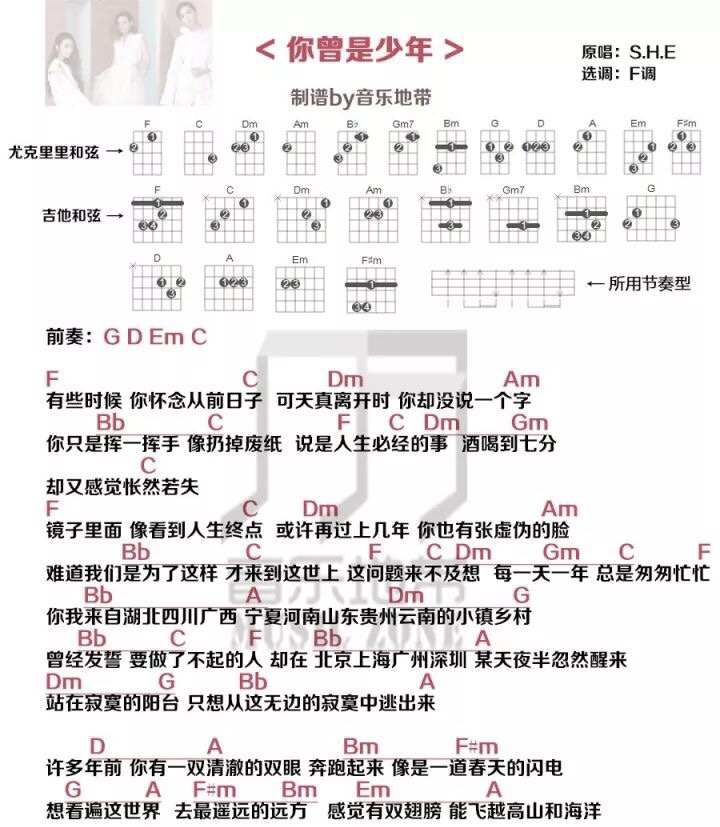 < 你曾是少年 >
原唱：S.H.E
选调：F调
制谱by音乐地带
尤克里里和弦 → F C Dm Am B♭ Gm7 Bm G D A Em F#m
吉他和弦 → F C Dm Am B♭ Gm7 Bm G
D A Em F#m ← 所用节奏型
前奏：G D Em C
F C Dm Am
有些时候 你怀念从前日子 可天真离开时 你却没说一个字
Bb C F C Dm Gm
你只是挥一挥手 像扔掉废纸 说是人生必经的事 酒喝到七分
C
却又感觉怅然若失
F C Dm Am
镜子里面 像看到人生终点 或许再过上几年 你也有张虚伪的脸
Bb C F C Dm Gm C F
难道我们是为了这样 才来到这世上 这问题来不及想 每一天一年 总是匆匆忙忙
Bb A Dm G
你我来自湖北四川广西 宁夏河南山东贵州云南的小镇乡村
Bb C F Bb A
曾经发誓 要做了不起的人 却在 北京上海广州深圳 某天夜半忽然醒来
Dm G Bb A
站在寂寞的阳台 只想从这无边的寂寞中逃出来
D A Bm F#m
许多年前 你有一双清澈的双眼 奔跑起来 像是一道春天的闪电
G A F#m Bm Em A
想看遍这世界 去最遥远的远方 感觉有双翅膀 能飞越高山和海洋
音乐地带
MUSIC ZONE